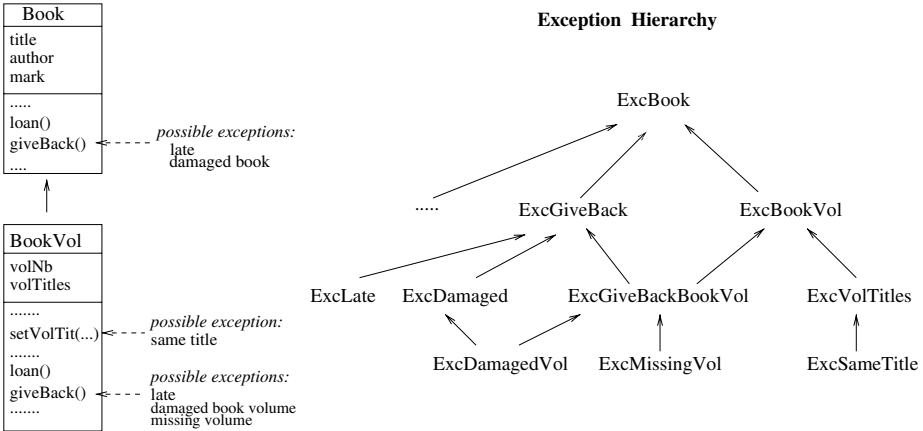 Book
title
author
mark
.....
loan()
giveBack()
....
possible exceptions:
late
damaged book
BookVol
volNb
volTitles
.......
setVolTit(...)
.......
loan()
giveBack()
.......
possible exception:
same title
possible exceptions:
late
damaged book volume
missing volume
Exception Hierarchy
ExcBook
..... ExcGiveBack ExcBookVol
ExcLate ExcDamaged ExcGiveBackBookVol ExcVolTitles
ExcDamagedVol ExcMissingVol ExcSameTitle